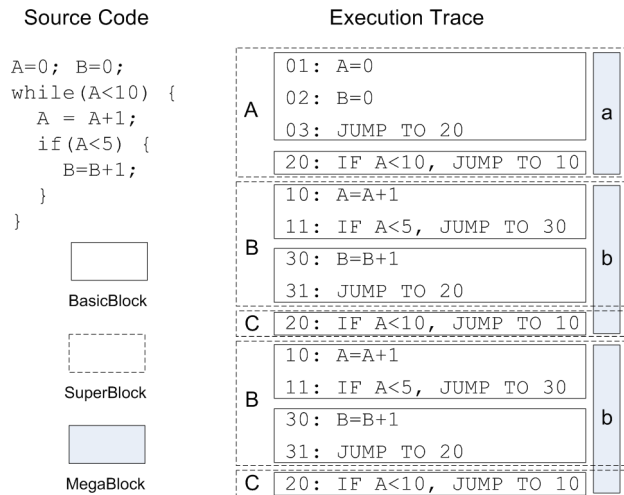 Source Code
A=0; B=0;
while(A<10) {
A = A+1;
if(A<5) {
B=B+1;
}
}
BasicBlock
SuperBlock
MegaBlock
Execution Trace
A
01: A=0
02: B=0
03: JUMP TO 20
20: IF A<10, JUMP TO 10
a
B
10: A=A+1
11: IF A<5, JUMP TO 30
30: B=B+1
31: JUMP TO 20
b
C
20: IF A<10, JUMP TO 10
B
10: A=A+1
11: IF A<5, JUMP TO 30
30: B=B+1
31: JUMP TO 20
b
C
20: IF A<10, JUMP TO 10